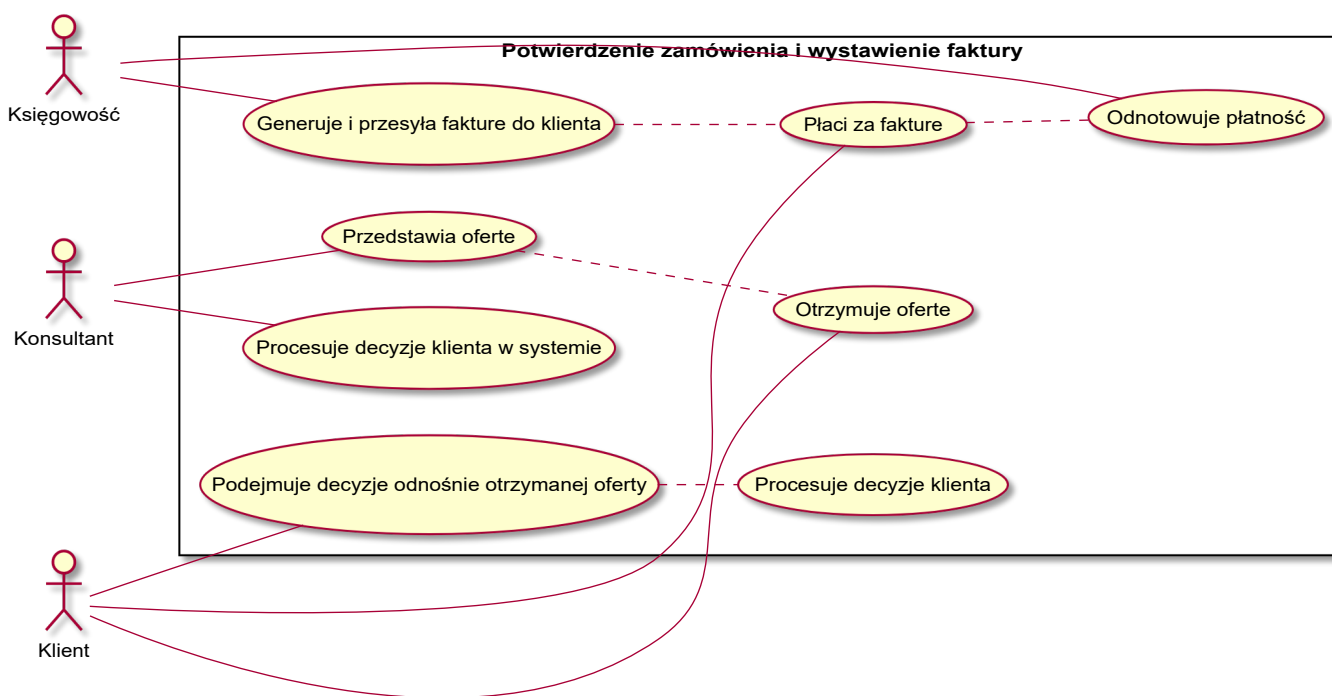 Potwierdzenie zamówienia i wystawienie faktury
Księgowość
Generuje i przesyła fakture do klienta
Płaci za fakture
Odnotowuje płatność
Przedstawia oferte
Otrzymuje oferte
Konsultant
Procesuje decyzje klienta w systemie
Podejmuje decyzje odnośnie otrzymanej oferty
Procesuje decyzje klienta
Klient